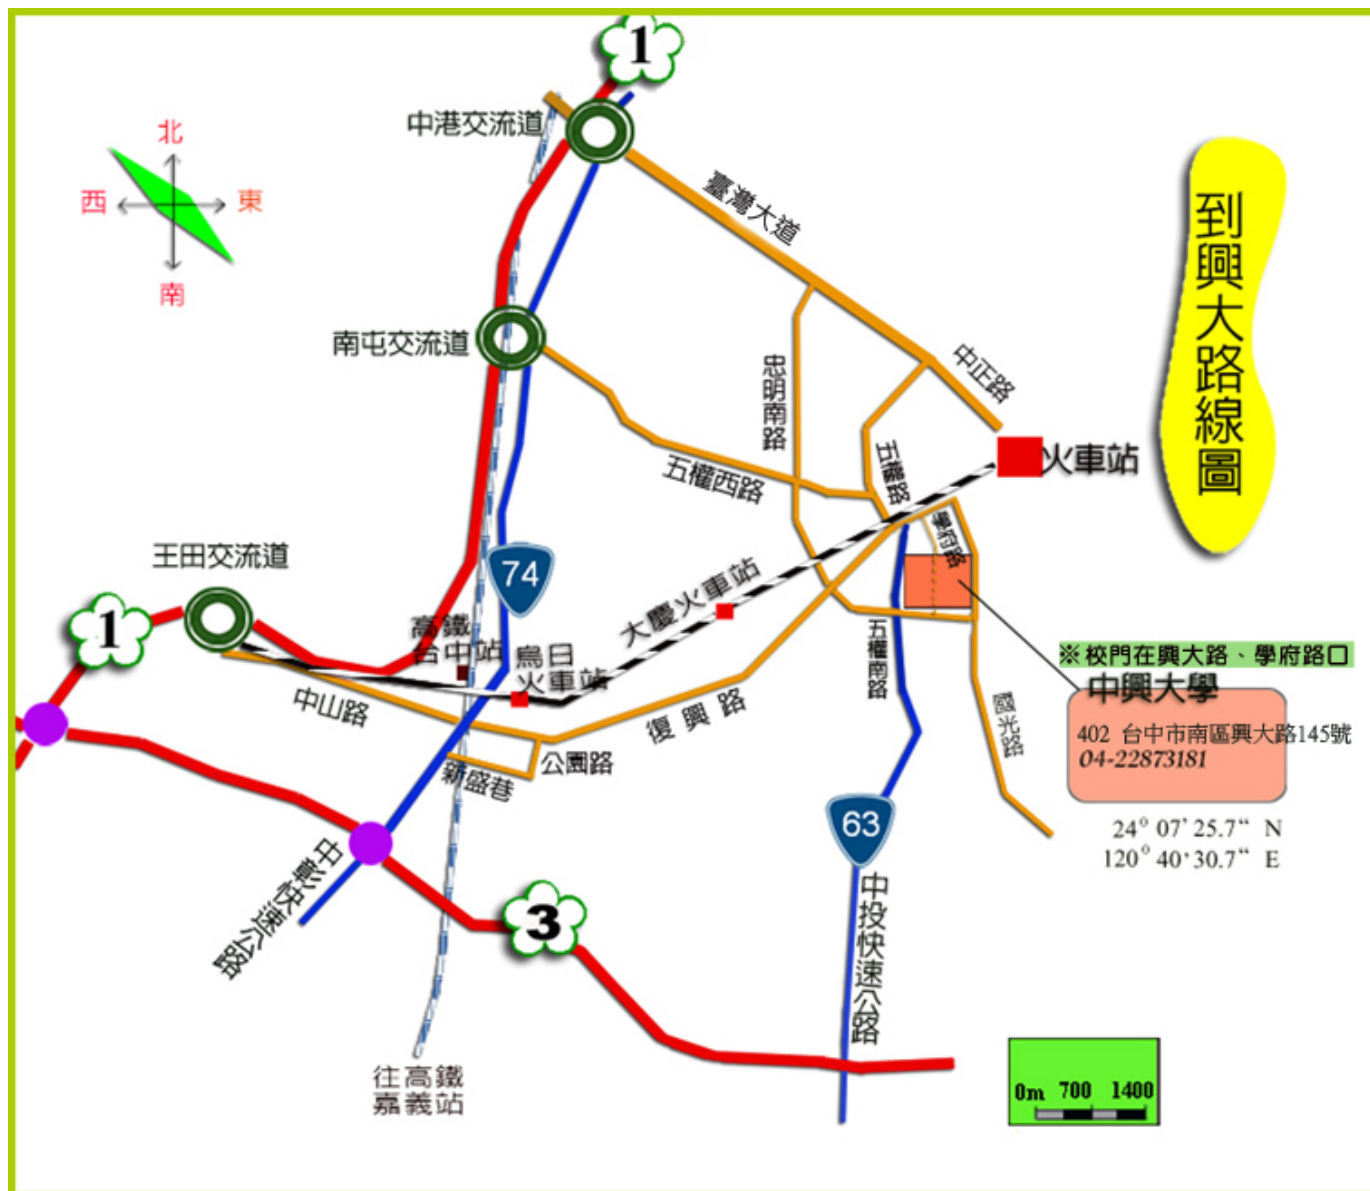 1
中港交流道
北
西
東
南
臺灣大道
到興大路線圖
南屯交流道
忠明南路
中正路
火車站
五權西路
五權路
學府路
王田交流道
74
1
大慶火車站
高鐵
台中站
烏日
火車站
五權南路
※校門在興大路、學府路口
中興大學
402 台中市南區興大路145號
04-22873181
24° 07' 25.7“ N
120° 40' 30.7“ E
中山路
復興路
國光路
公園路
新盛巷
63
中彰快速公路
3
中投快速公路
往高鐵
嘉義站
0m 700 1400